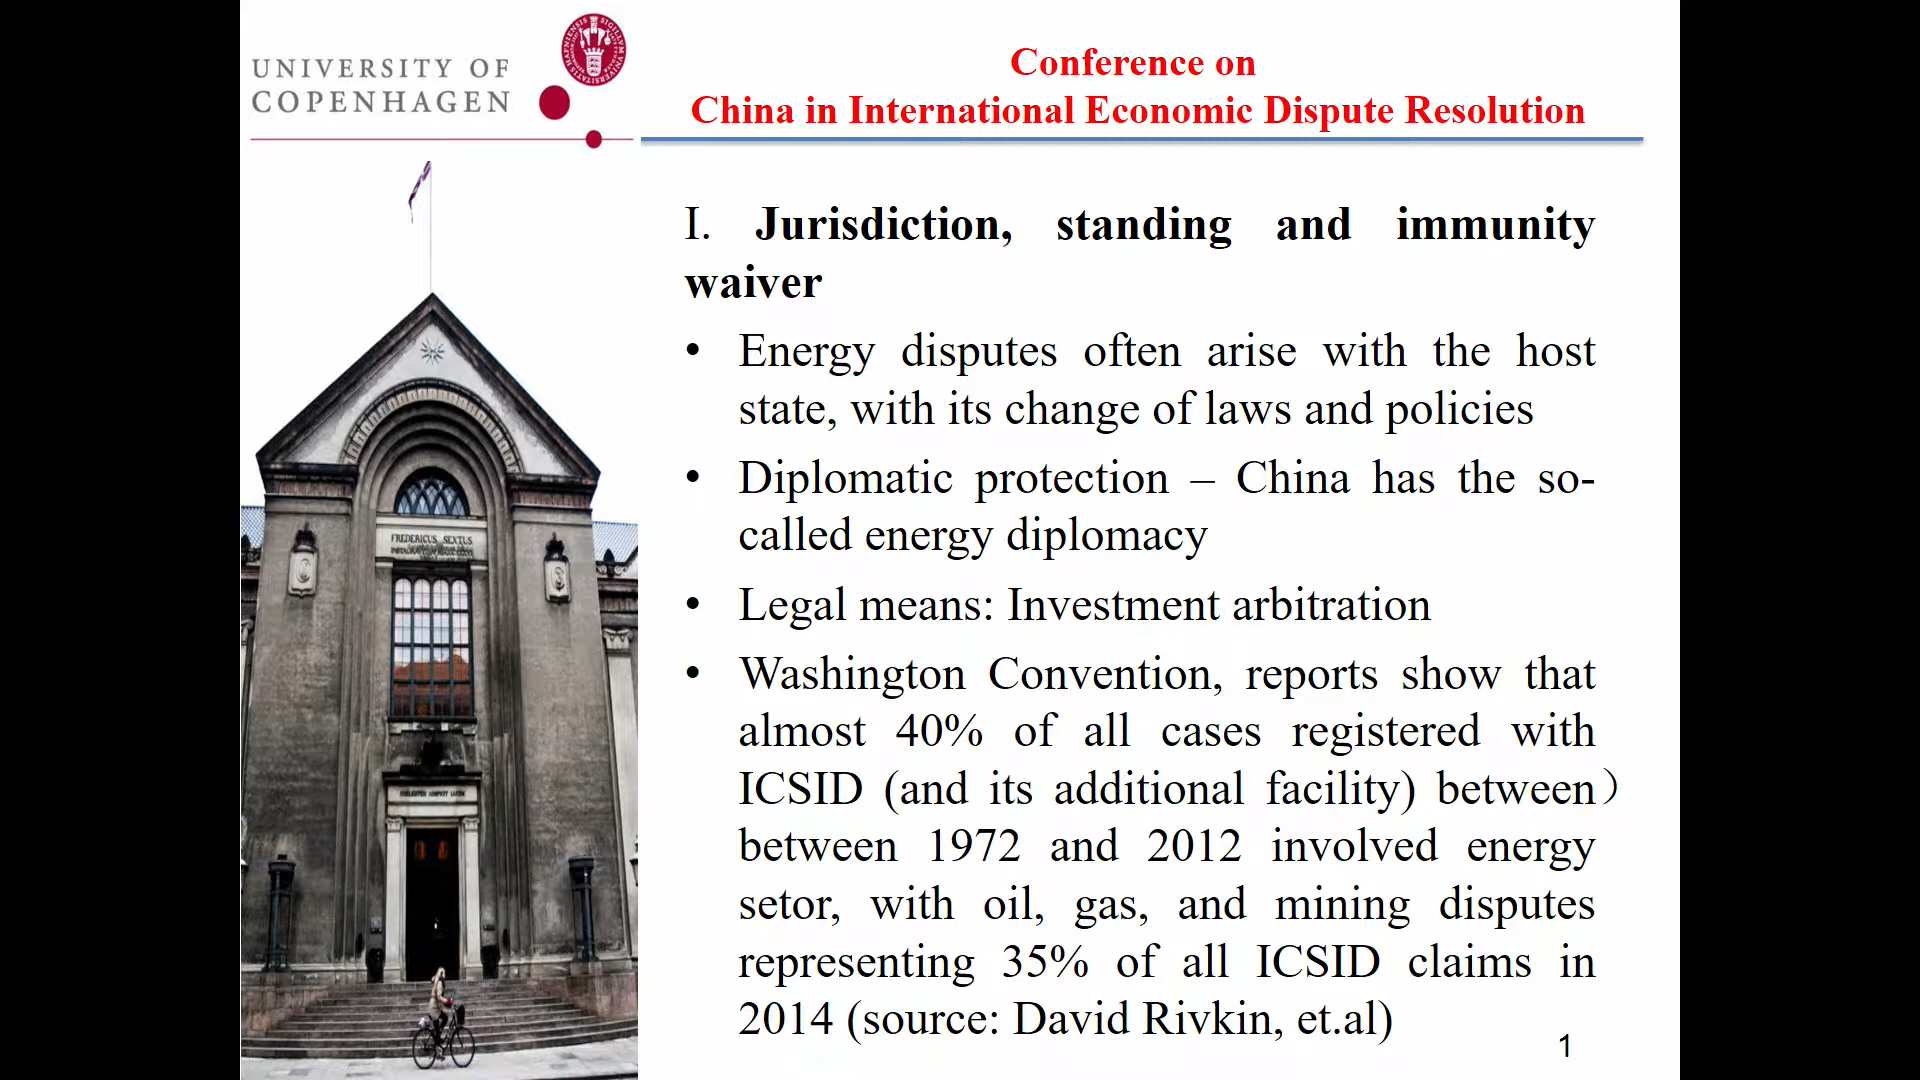 UNIVERSITY OF
COPENHAGEN
Conference on
China in International Economic Dispute Resolution
I. Jurisdiction, standing and immunity
waiver
• Energy disputes often arise with the host
state, with its change of laws and policies
• Diplomatic protection – China has the so-
called energy diplomacy
• Legal means: Investment arbitration
• Washington Convention, reports show that
almost 40% of all cases registered with
ICSID (and its additional facility) between）
between 1972 and 2012 involved energy
setor, with oil, gas, and mining disputes
representing 35% of all ICSID claims in
2014 (source: David Rivkin, et.al)
FREDERICUS SEXTUS
1